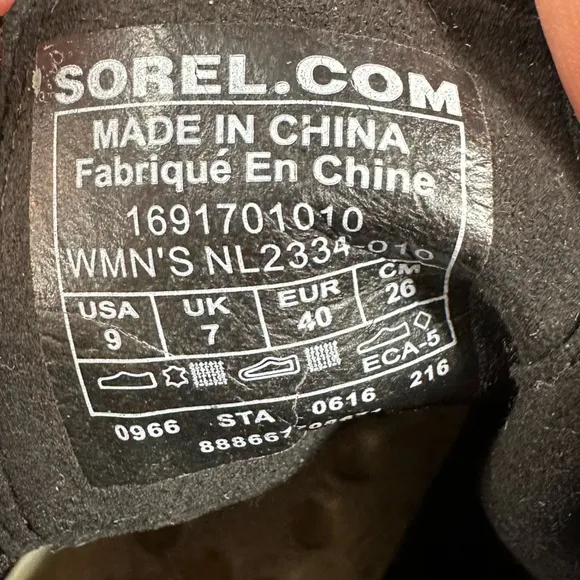 SOREL.COM
MADE IN CHINA
Fabriqué En Chine
1691701010
WMN'S NL2334-010
USA UK EUR CM
9 7 40 26
ECA 5
0966 STA 0616 216